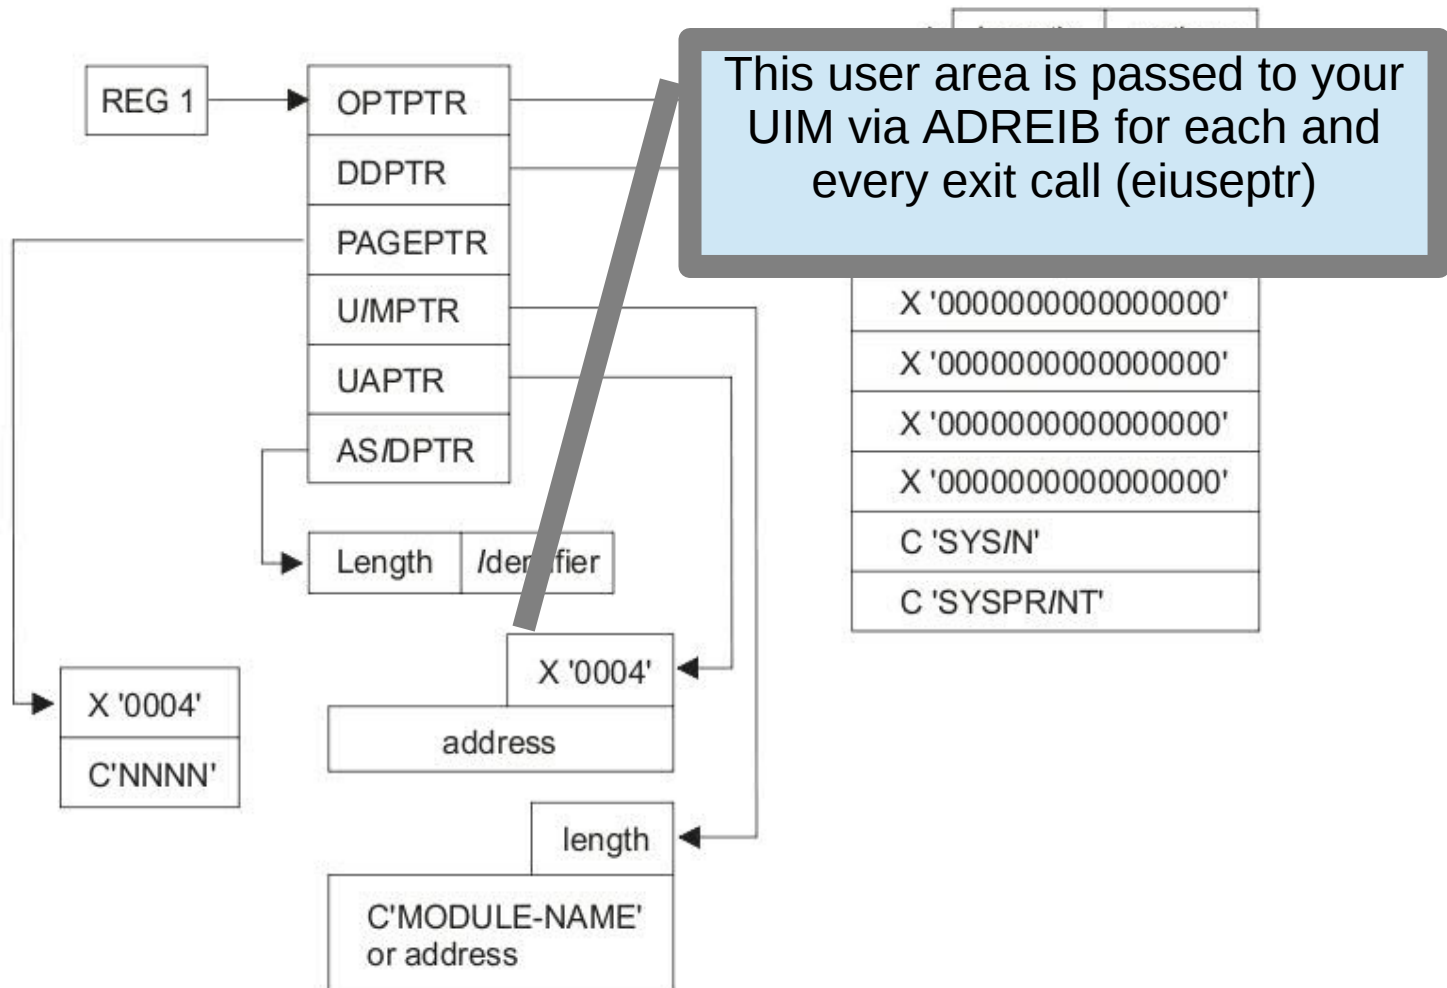 This user area is passed to your
UIM via ADREIB for each and
every exit call (eiuseptr)
REG 1
OPTPTR
DDPTR
PAGEPTR
U/MPTR
UAPTR
AS/DPTR
Length
X '0004'
C'NNNN'
X '0004'
address
length
C'MODULE-NAME'
or address
X '0000000000000000'
X '0000000000000000'
X '0000000000000000'
X '0000000000000000'
C 'SYS/N'
C 'SYSPR/NT'